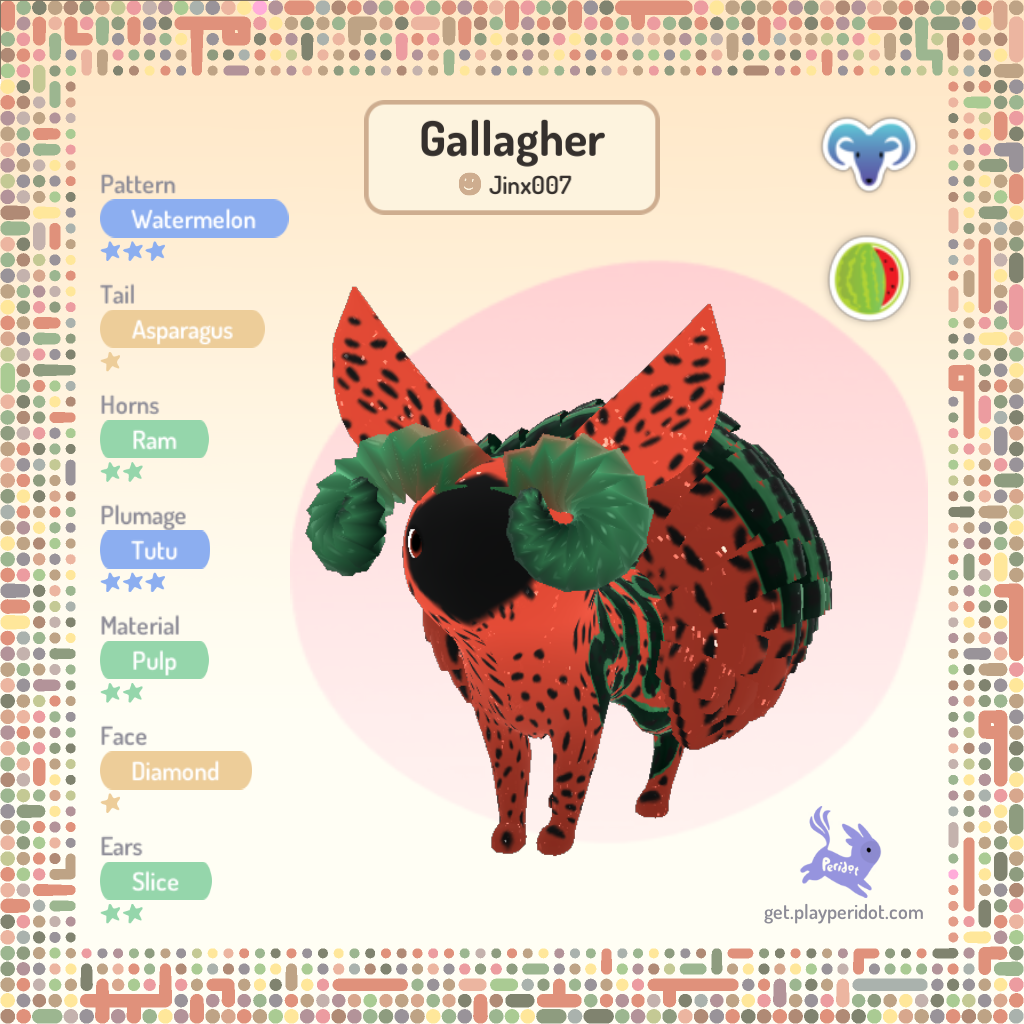 Gallagher
Jinx007
Pattern
Watermelon
Tail
Asparagus
Horns
Ram
Plumage
Tutu
Material
Pulp
Face
Diamond
Ears
Slice
Peridot
get.playperidot.com